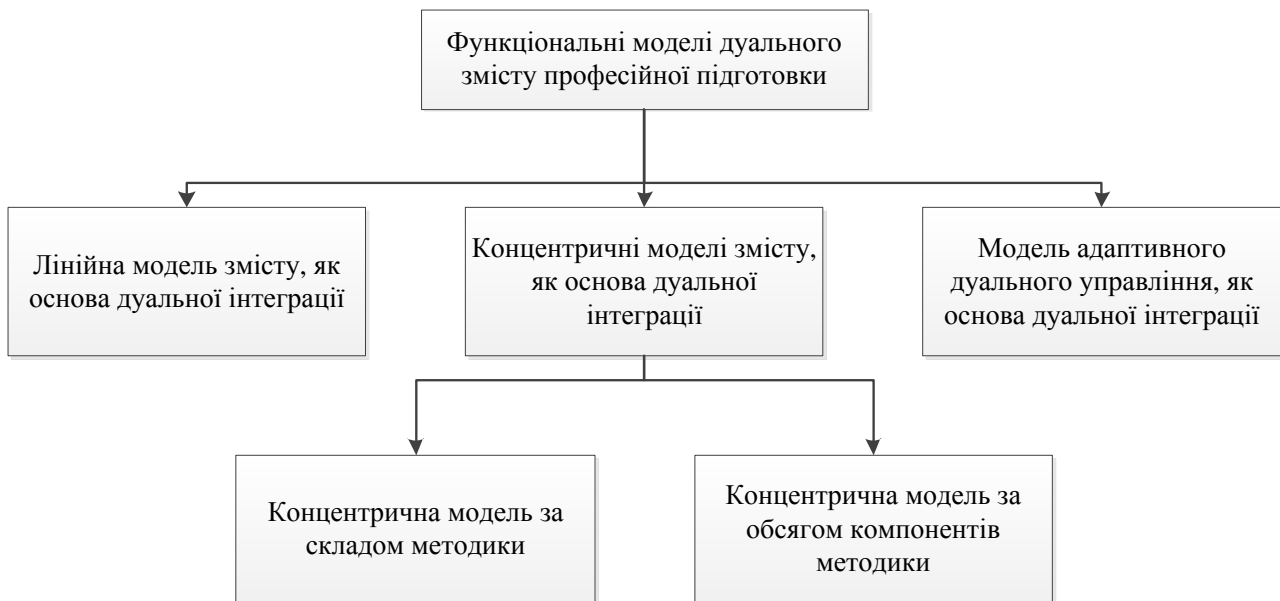 Функціональні моделі дуального
змісту професійної підготовки
Лінійна модель змісту, як
основа дуальної інтеграції
Концентричні моделі змісту,
як основа дуальної
інтеграції
Модель адаптивного
дуального управління, як
основа дуальної інтеграції
Концентрична модель за
складом методики
Концентрична модель за
обсягом компонентів
методики